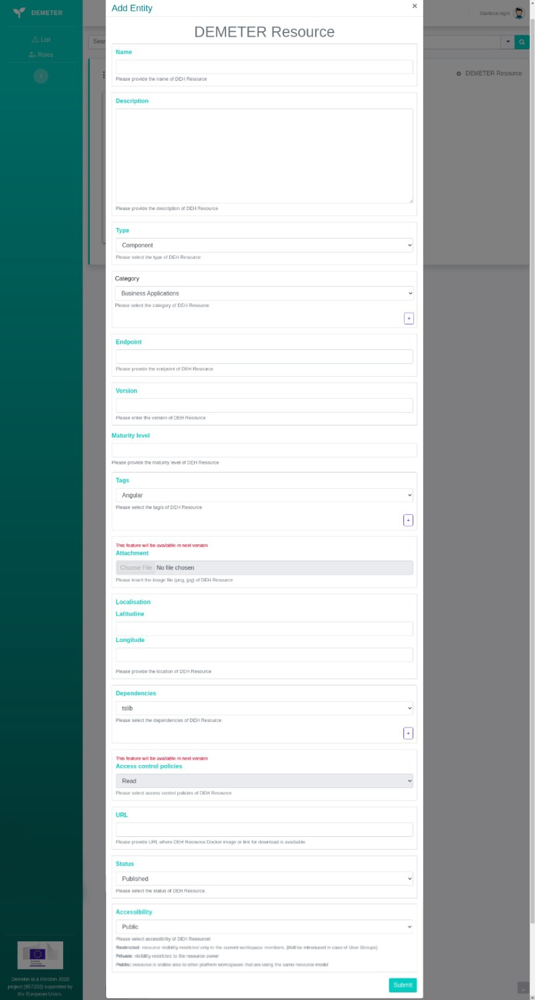 Add Entity
×
DEMETER
Gianluca.isgro
List
Roles
Sear
DEMETER Resource
DEMETER Resource
Name
Please provide the name of DEH Resource
Description
Please provide the description of DEH Resource
Type
Component
Please select the type of DEH Resource
Category
Business Applications
Please select the category of DEH Resource
+
Endpoint
Please provide the endpoint of DEH Resource
Version
Please enter the version of DEH Resource
Maturity level
Please provide the maturity level of DEH Resource
Tags
Angular
Please select the tag/s of DEH Resource
+
This feature will be available in next version
Attachment
Choose File No file chosen
Please insert the image file (png, jpg) of DEH Resource
Localisation
Latitudine
Longitude
Please provide the location of DEH Resource
Dependencies
tslib
Please select the dependencies of DEH Resource
+
This feature will be available in next version
Access control policies
Read
Please select access control policies of DEH Resource
URL
Please provide URL where DEH Resource Docker image or link for download is availbable
Status
Published
Please select the status of DEH Resource.
Accessibility
Public
Please select accessibility of DEH Resource!
Restricted: resource visibility restricted only to the current workspace members. (Will be introduced in case of User Groups)
Private: visibility restricted to the resource owner
Public: resource is visible also to other platform workspaces that are using the same resource model
Submit
Demeter is a Horizon 2020
project (857202) supported by
the European Union.